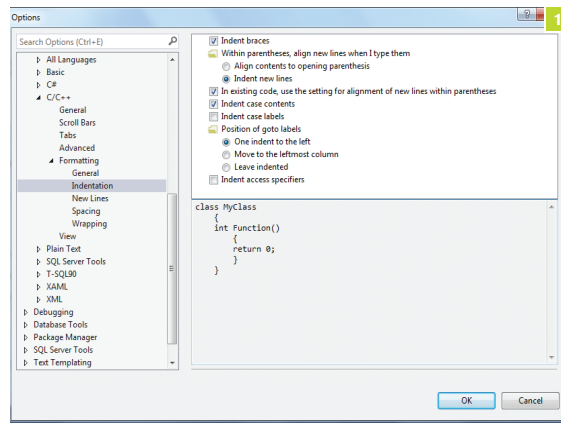 Options
?
1
Search Options (Ctrl+E)
All Languages
Basic
C#
C/C++
General
Scroll Bars
Tabs
Advanced
Formatting
General
Indentation
New Lines
Spacing
Wrapping
View
Plain Text
SQL Server Tools
T-SQL90
XAML
XML
Debugging
Database Tools
Package Manager
SQL Server Tools
Text Templating
Indent braces
Within parentheses, align new lines when I type them
Align contents to opening parenthesis
Indent new lines
In existing code, use the setting for alignment of new lines within parentheses
Indent case contents
Indent case labels
Position of goto labels
One indent to the left
Move to the leftmost column
Leave indented
Indent access specifiers
class MyClass
{
int Function()
{
return 0;
}
}
OK
Cancel